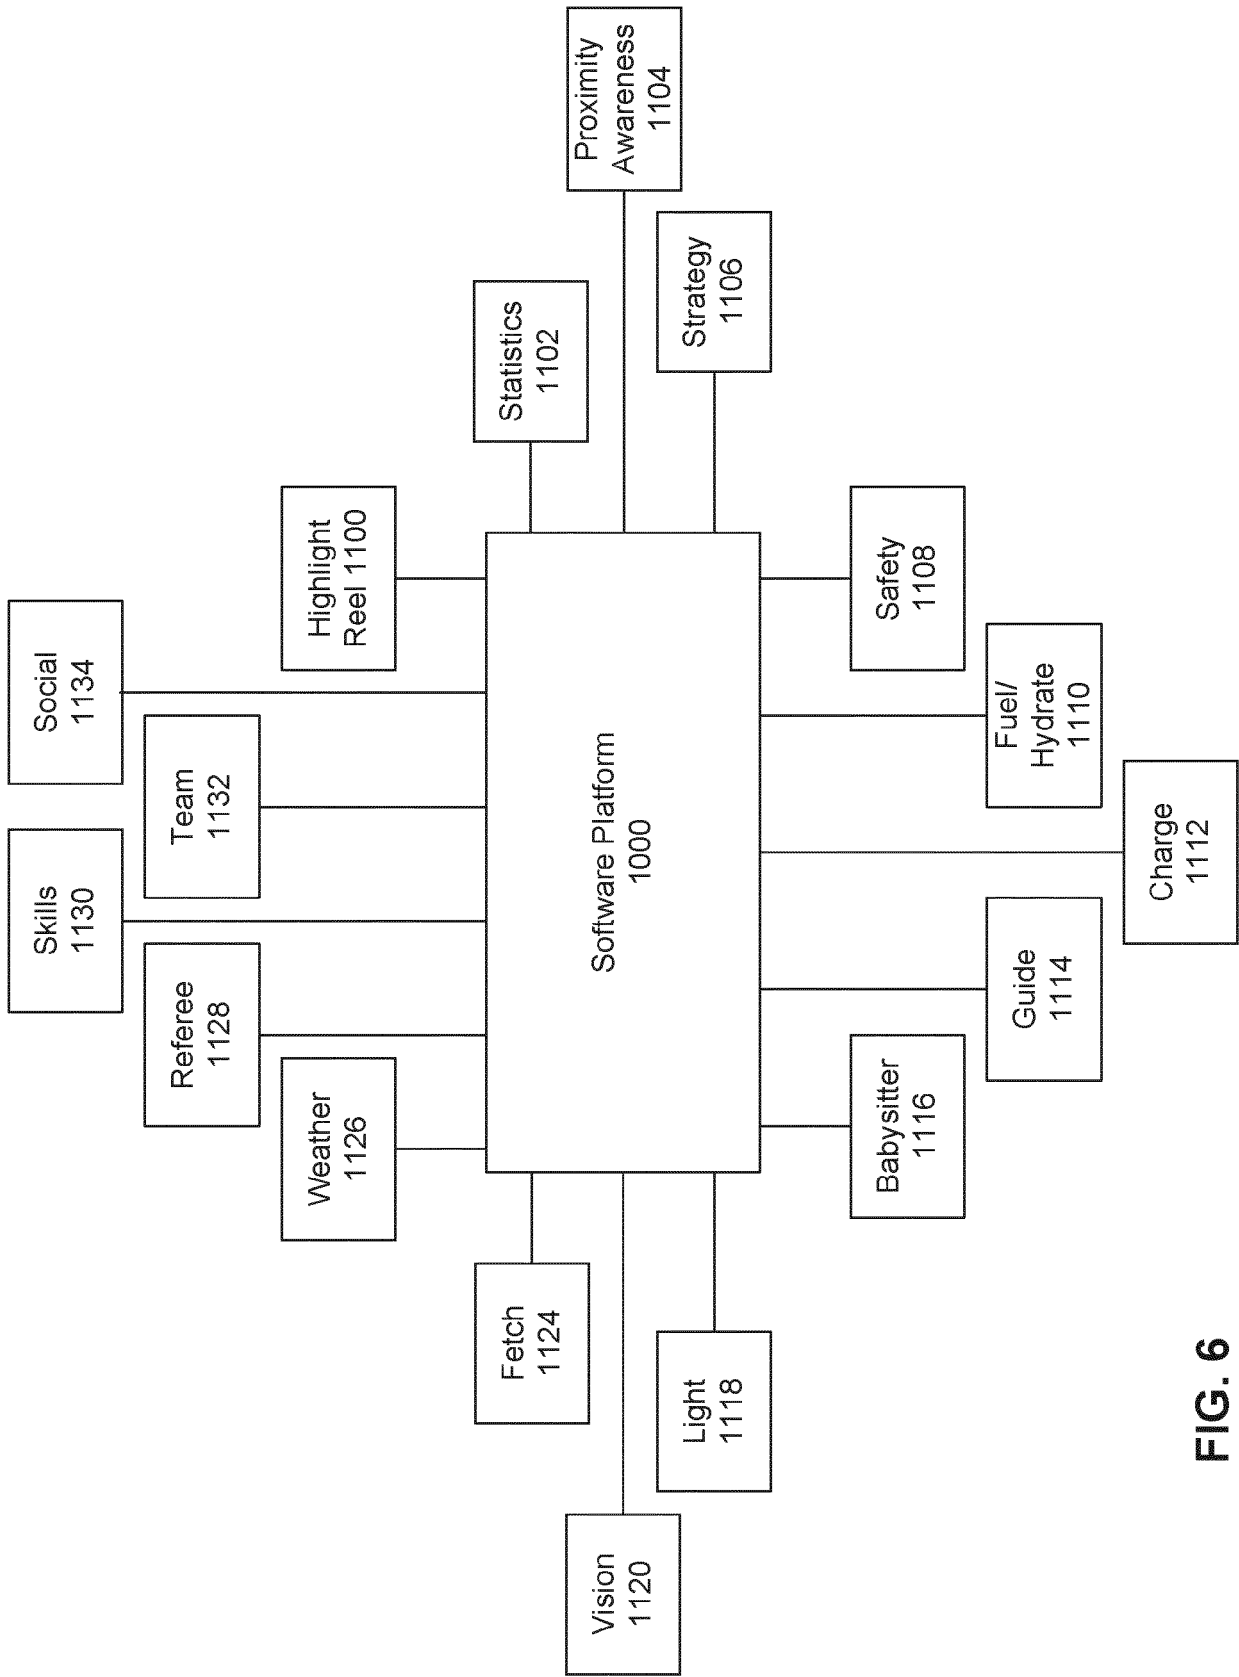 Skills
1130
Social
1134
Referee
1128
Team
1132
Weather
1126
Highlight
Reel 1100
Fetch
1124
Statistics
1102
Vision
1120
Software Platform
1000
Proximity
Awareness
1104
Light
1118
Strategy
1106
Babysitter
1116
Safety
1108
Guide
1114
Fuel/
Hydrate
1110
Charge
1112
FIG. 6